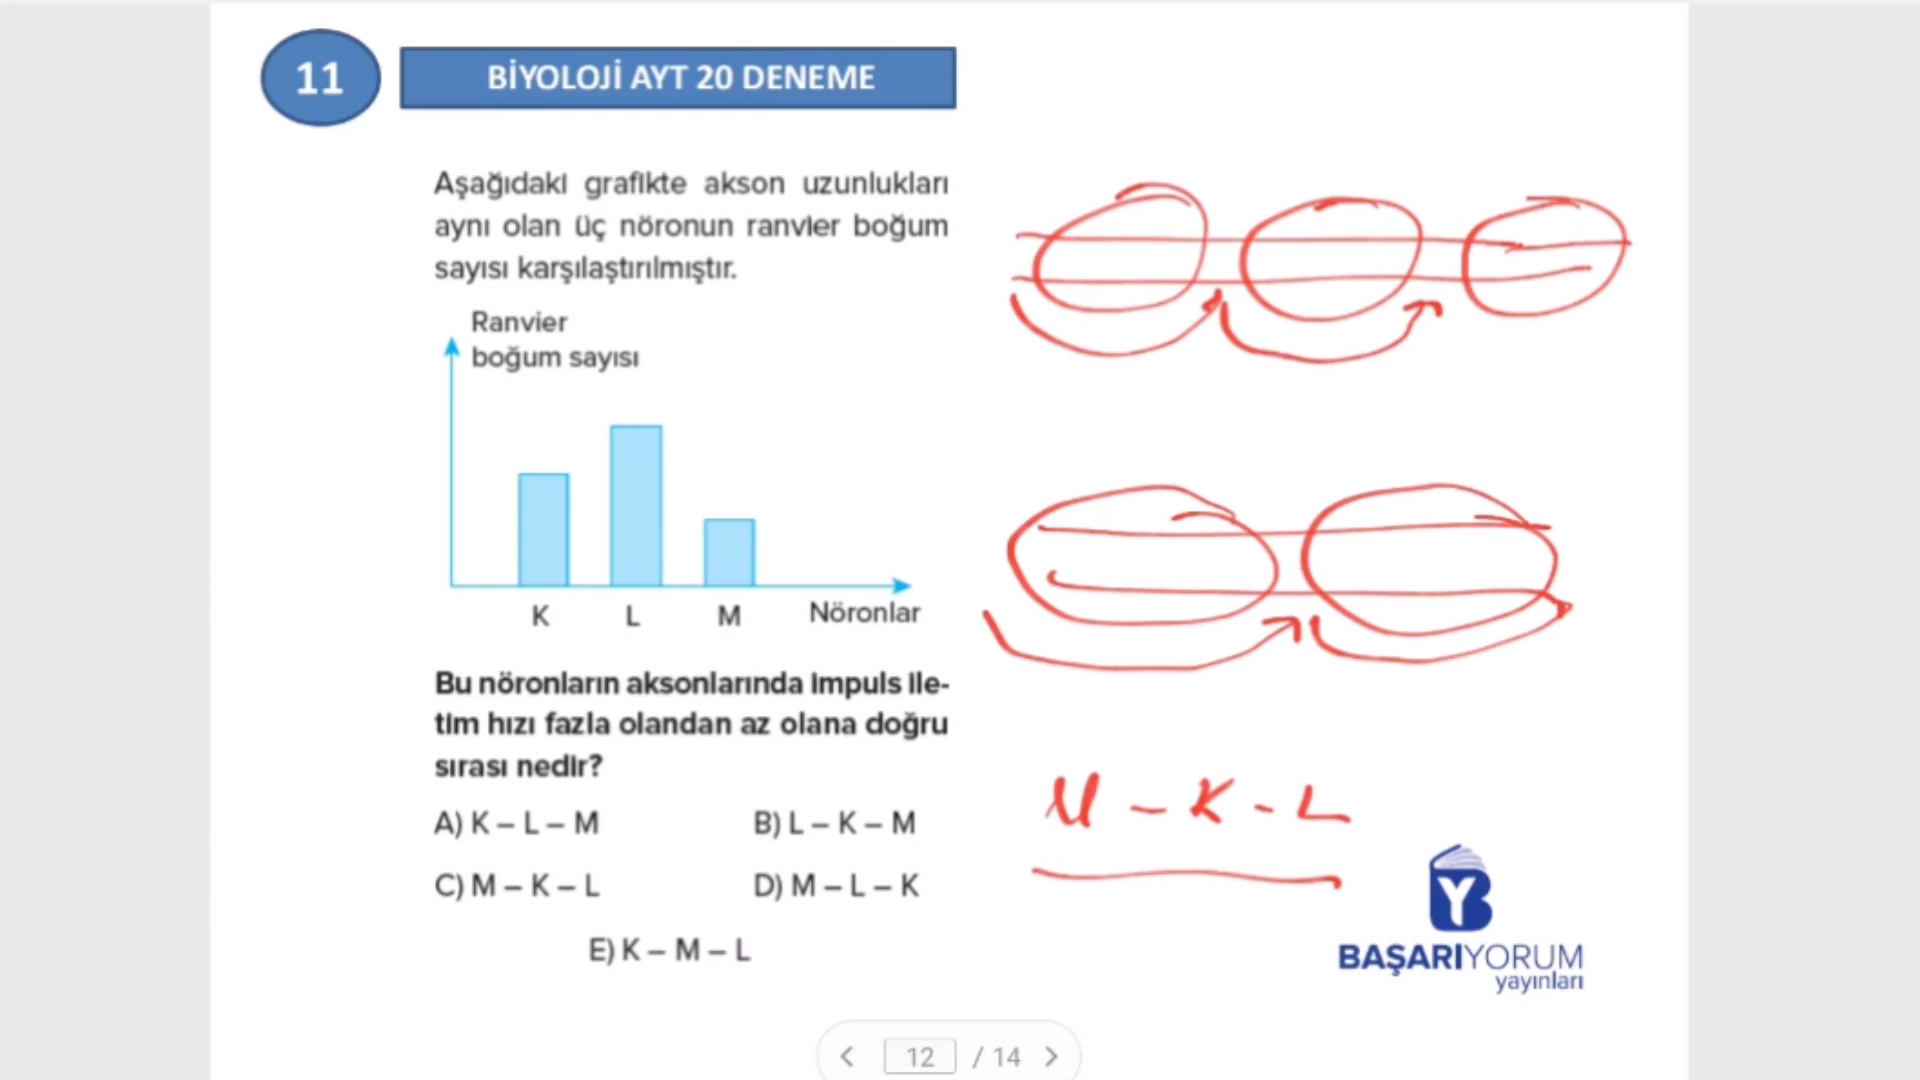 11
BİYOLOJİ AYT 20 DENEME
Aşağıdaki grafikte akson uzunlukları
aynı olan üç nöronun ranvier boğum
sayısı karşılaştırılmıştır.
Ranvier
boğum sayısı
K L M Nöronlar
Bu nöronların aksonlarında impuls ile-
tim hızı fazla olandan az olana doğru
sırası nedir?
A) K – L – M B) L – K – M
C) M – K – L D) M – L – K
E) K – M – L
M - K - L
BAŞARIYORUM
yayınları
12 / 14